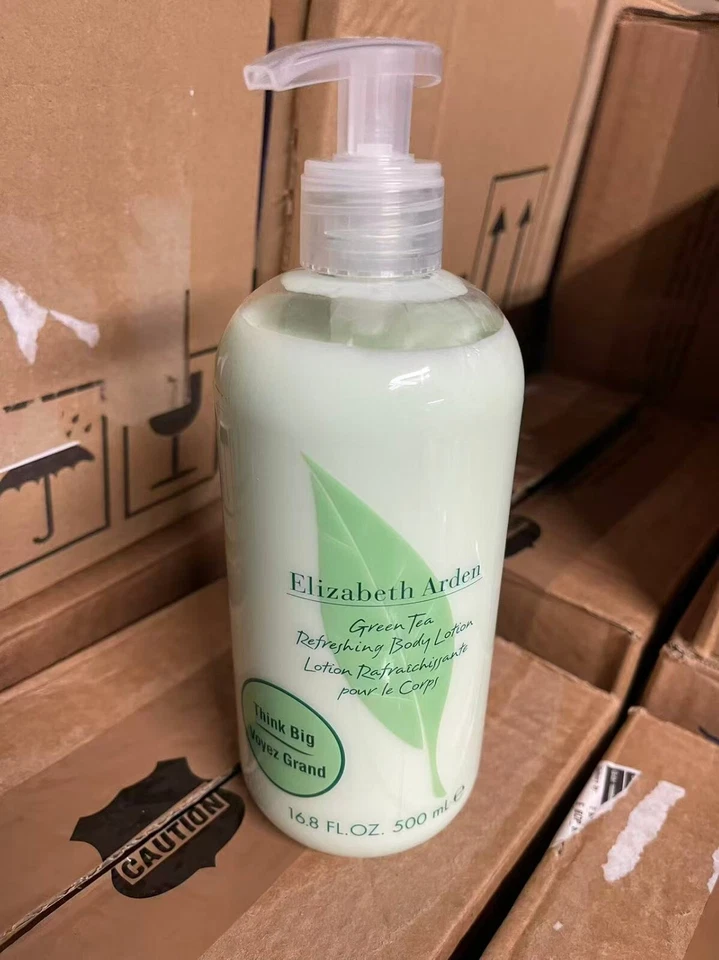 Elizabeth Arden
Green Tea
Refreshing Body Lotion
Lotion Rafraîchissante
pour le Corps
Think Big
Voyez Grand
16.8 FL.OZ. 500 mL ℮
CAUTION